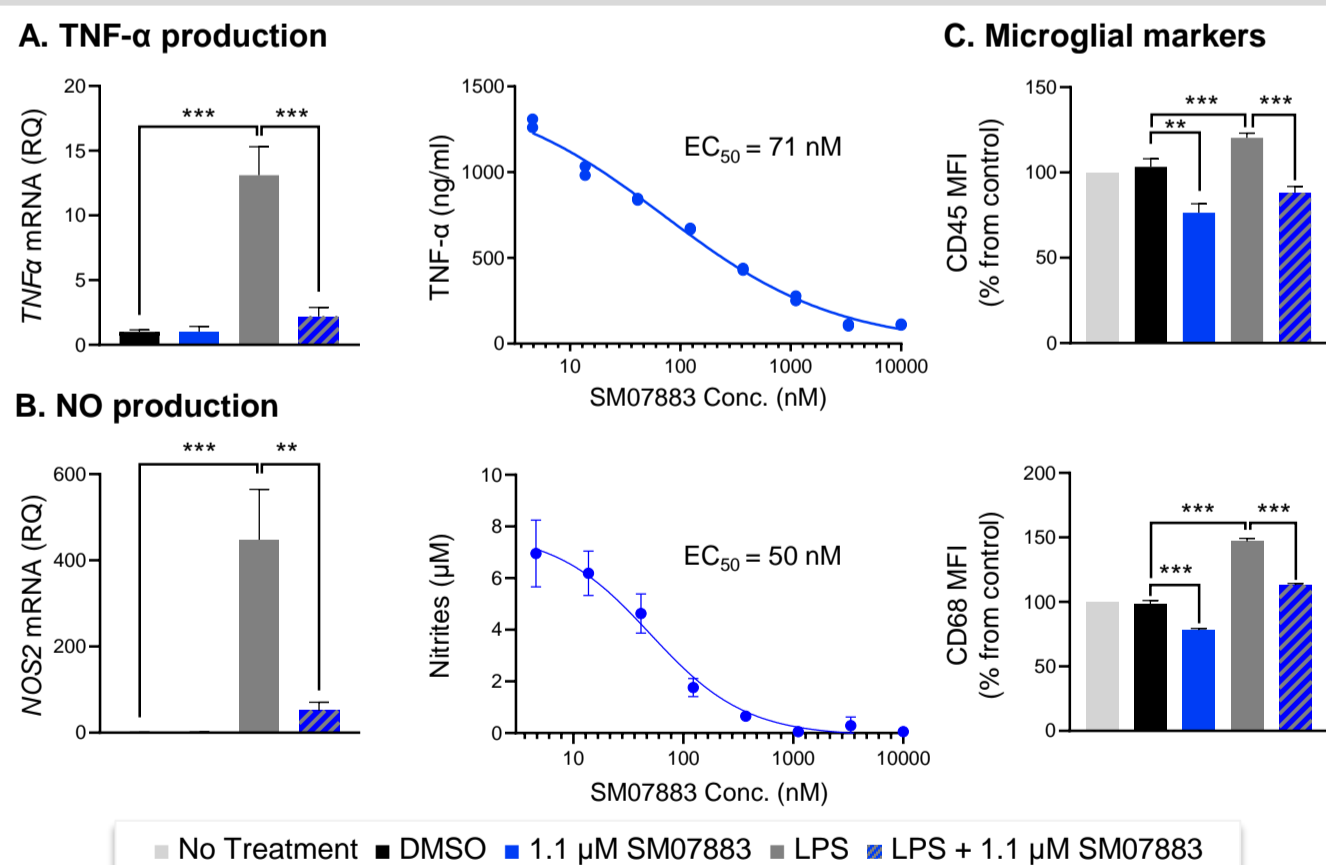 A. TNF-α production
C. Microglial markers
TNFα mRNA (RQ)
20
15
10
5
0
***
***
TNF-α (ng/ml)
1500
1000
500
0
EC50 = 71 nM
10
100
1000
10000
SM07883 Conc. (nM)
CD45 MFI
(% from control)
150
100
50
0
***
***
**
B. NO production
NOS2 mRNA (RQ)
600
400
200
0
***
**
Nitrites (µM)
10
8
6
4
2
0
EC50 = 50 nM
10
100
1000
10000
SM07883 Conc. (nM)
CD68 MFI
(% from control)
200
150
100
50
0
***
***
***
No Treatment DMSO 1.1 µM SM07883 LPS LPS + 1.1 µM SM07883